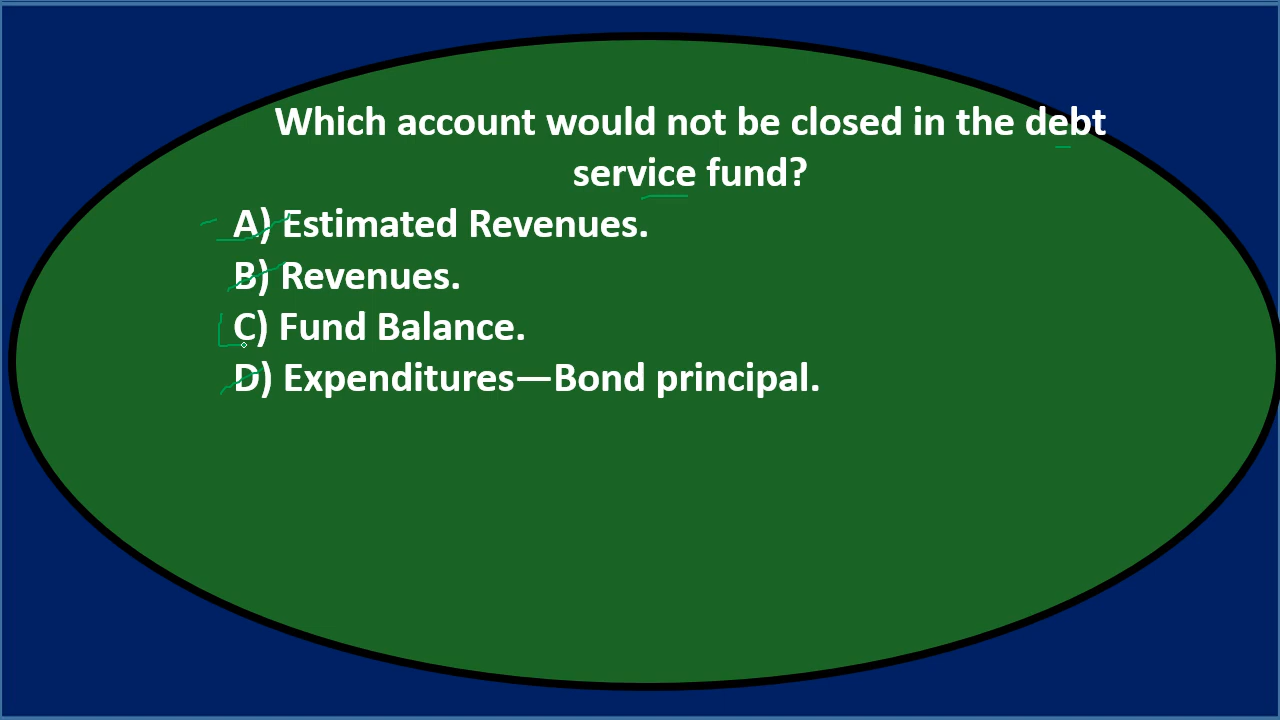 Which account would not be closed in the debt
service fund?
A) Estimated Revenues.
B) Revenues.
C) Fund Balance.
D) Expenditures—Bond principal.